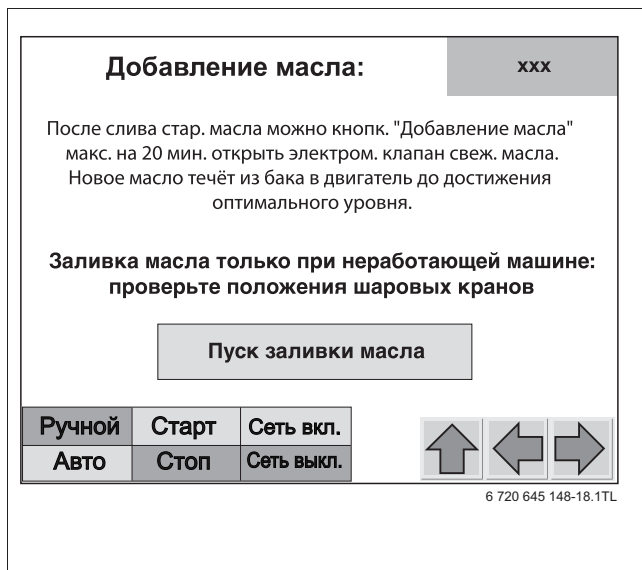 Добавление масла:
xxx
После слива стар. масла можно кнопк. "Добавление масла"
макс. на 20 мин. открыть электром. клапан свеж. масла.
Новое масло течёт из бака в двигатель до достижения
оптимального уровня.
Заливка масла только при неработающей машине:
проверьте положения шаровых кранов
Пуск заливки масла
Ручной Старт Сеть вкл.
Авто Стоп Сеть выкл.
6 720 645 148-18.1TL